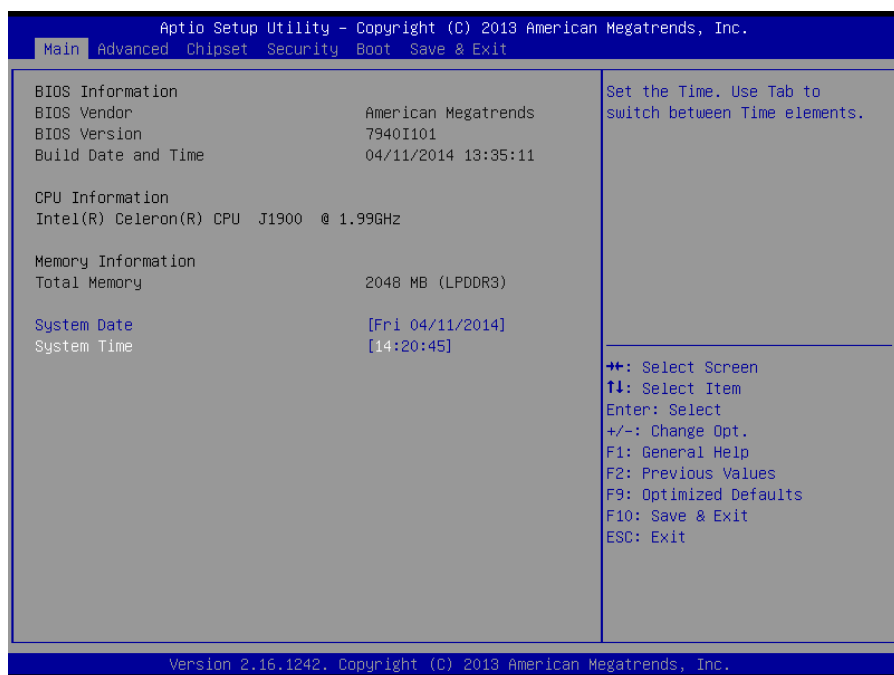 Aptio Setup Utility – Copyright (C) 2013 American Megatrends, Inc.
Main Advanced Chipset Security Boot Save & Exit
BIOS Information
BIOS Vendor American Megatrends
BIOS Version 7940I101
Build Date and Time 04/11/2014 13:35:11
CPU Information
Intel(R) Celeron(R) CPU J1900 @ 1.99GHz
Memory Information
Total Memory 2048 MB (LPDDR3)
System Date [Fri 04/11/2014]
System Time [14:20:45]
Set the Time. Use Tab to
switch between Time elements.
→←: Select Screen
↑↓: Select Item
Enter: Select
+/-: Change Opt.
F1: General Help
F2: Previous Values
F9: Optimized Defaults
F10: Save & Exit
ESC: Exit
Version 2.16.1242. Copyright (C) 2013 American Megatrends, Inc.